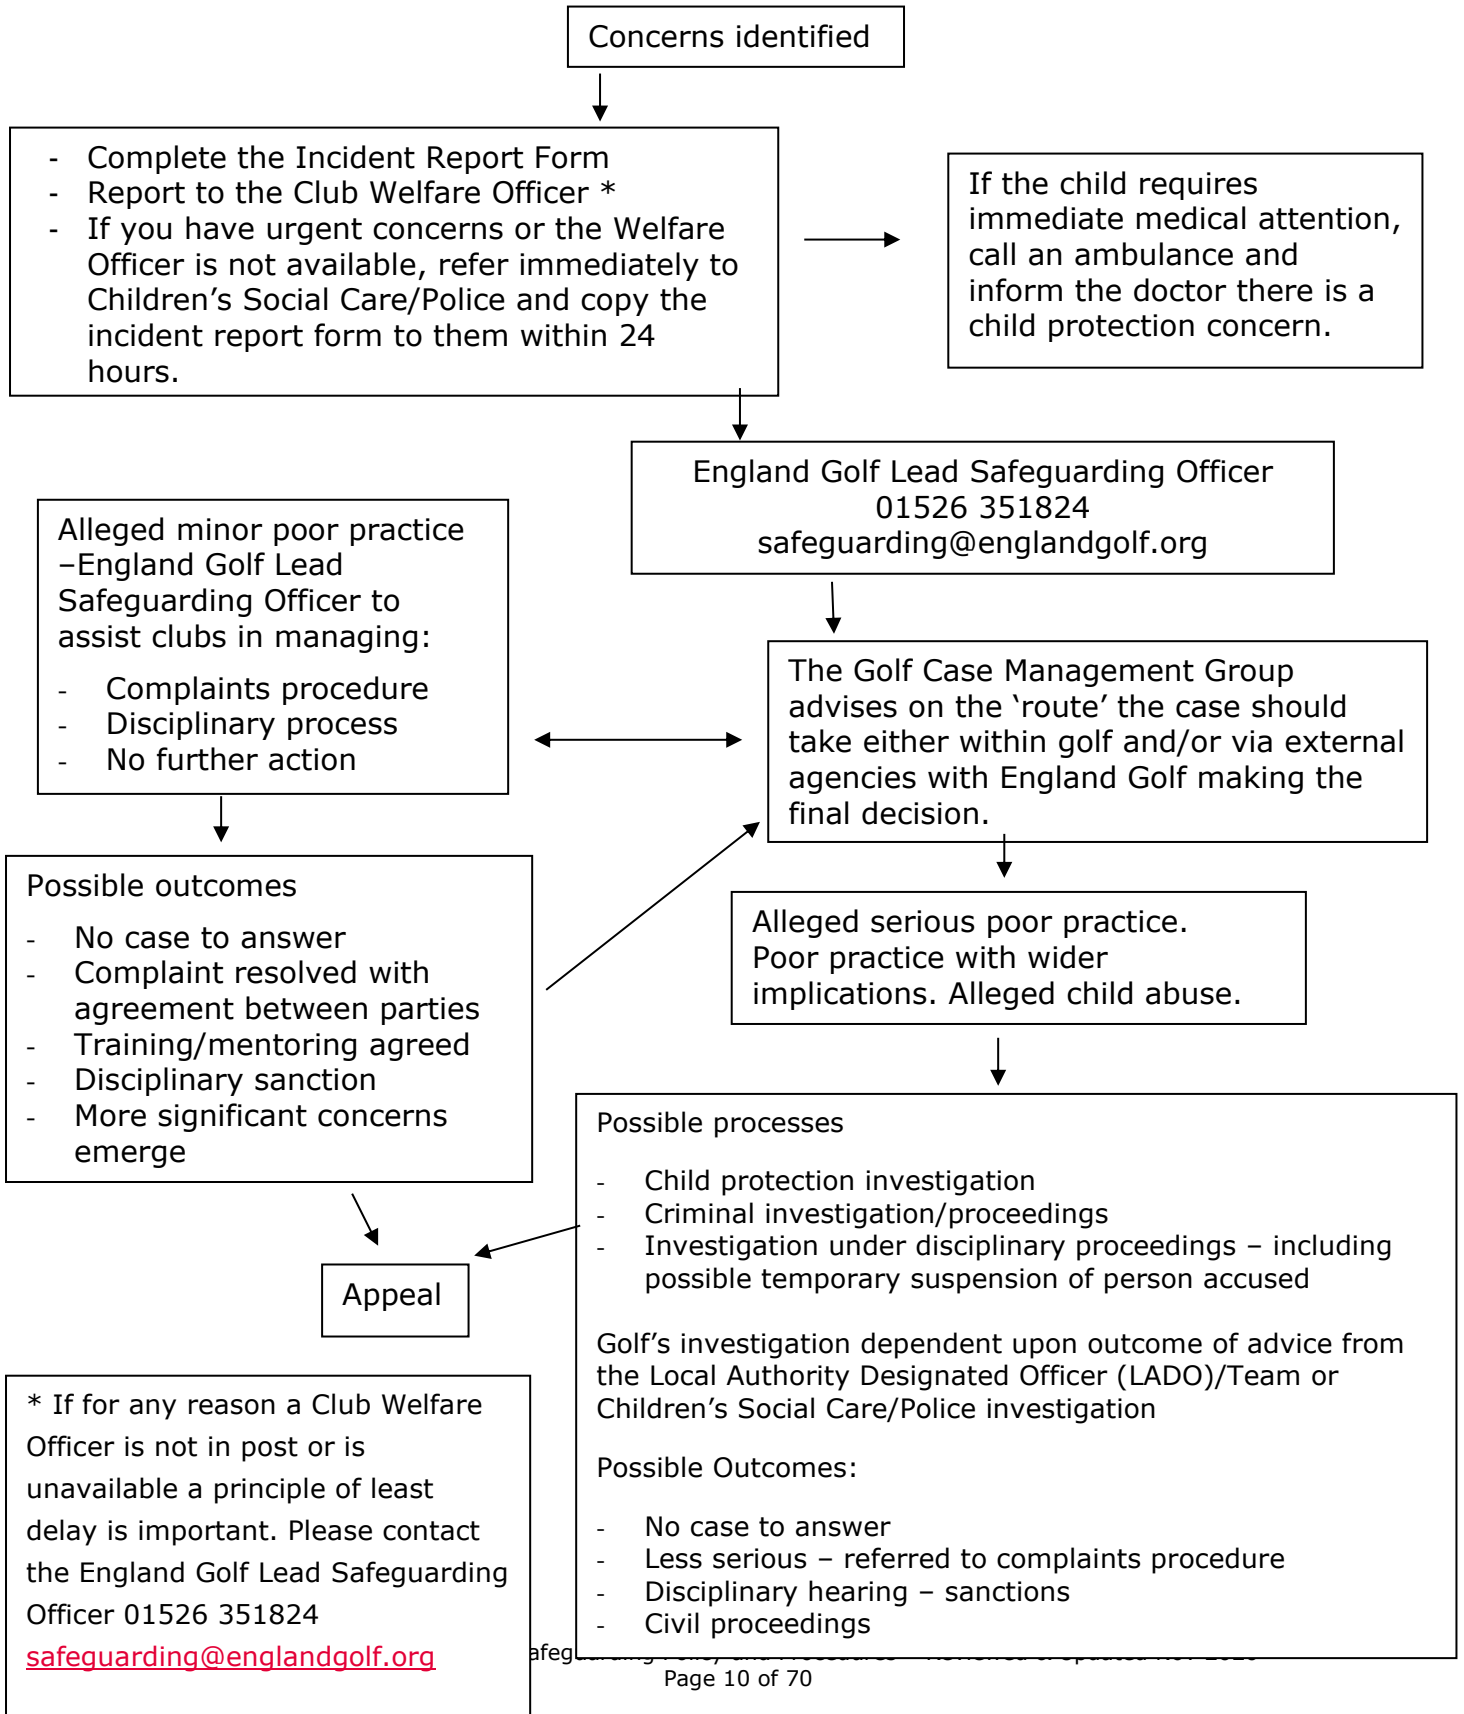 Concerns identified
- Complete the Incident Report Form
- Report to the Club Welfare Officer *
- If you have urgent concerns or the Welfare
Officer is not available, refer immediately to
Children’s Social Care/Police and copy the
incident report form to them within 24
hours.
If the child requires
immediate medical attention,
call an ambulance and
inform the doctor there is a
child protection concern.
England Golf Lead Safeguarding Officer
01526 351824
safeguarding@englandgolf.org
Alleged minor poor practice
–England Golf Lead
Safeguarding Officer to
assist clubs in managing:
- Complaints procedure
- Disciplinary process
- No further action
The Golf Case Management Group
advises on the ‘route’ the case should
take either within golf and/or via external
agencies with England Golf making the
final decision.
Possible outcomes
- No case to answer
- Complaint resolved with
agreement between parties
- Training/mentoring agreed
- Disciplinary sanction
- More significant concerns
emerge
Alleged serious poor practice.
Poor practice with wider
implications. Alleged child abuse.
Possible processes
- Child protection investigation
- Criminal investigation/proceedings
- Investigation under disciplinary proceedings – including
possible temporary suspension of person accused
Golf’s investigation dependent upon outcome of advice from
the Local Authority Designated Officer (LADO)/Team or
Children’s Social Care/Police investigation
Possible Outcomes:
- No case to answer
- Less serious – referred to complaints procedure
- Disciplinary hearing – sanctions
- Civil proceedings
Appeal
* If for any reason a Club Welfare
Officer is not in post or is
unavailable a principle of least
delay is important. Please contact
the England Golf Lead Safeguarding
Officer 01526 351824
safeguarding@englandgolf.org
Page 10 of 70